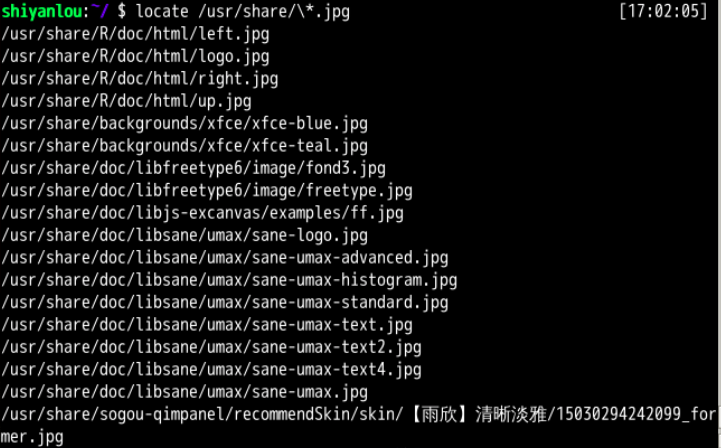 shiyanlou:~/ $ locate /usr/share/\*.jpg [17:02:05]
/usr/share/R/doc/html/left.jpg
/usr/share/R/doc/html/logo.jpg
/usr/share/R/doc/html/right.jpg
/usr/share/R/doc/html/up.jpg
/usr/share/backgrounds/xfce/xfce-blue.jpg
/usr/share/backgrounds/xfce/xfce-teal.jpg
/usr/share/doc/libfreetype6/image/fond3.jpg
/usr/share/doc/libfreetype6/image/freetype.jpg
/usr/share/doc/libjs-excanvas/examples/ff.jpg
/usr/share/doc/libsane/umax/sane-logo.jpg
/usr/share/doc/libsane/umax/sane-umax-advanced.jpg
/usr/share/doc/libsane/umax/sane-umax-histogram.jpg
/usr/share/doc/libsane/umax/sane-umax-standard.jpg
/usr/share/doc/libsane/umax/sane-umax-text.jpg
/usr/share/doc/libsane/umax/sane-umax-text2.jpg
/usr/share/doc/libsane/umax/sane-umax-text4.jpg
/usr/share/doc/libsane/umax/sane-umax.jpg
/usr/share/sogou-qimpanel/recommendSkin/skin/【雨欣】清晰淡雅/15030294242099_for
mer.jpg